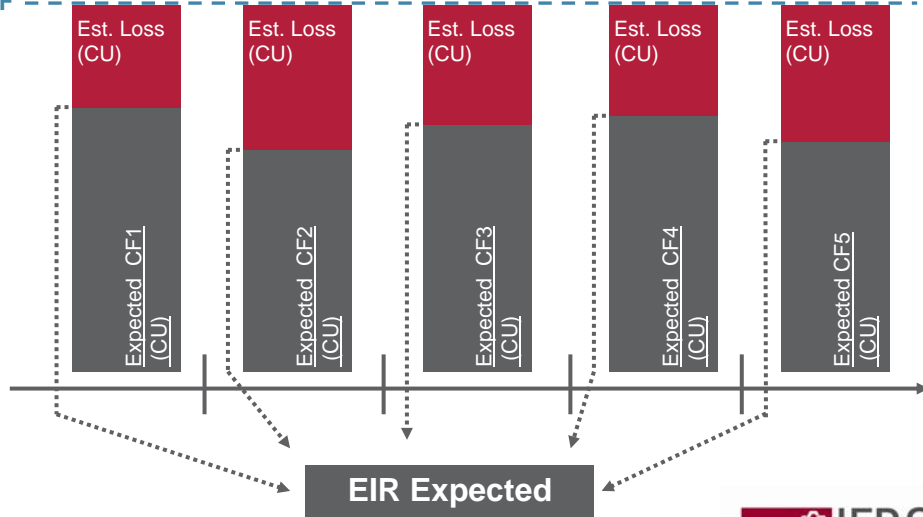 Est. Loss
(CU)
Est. Loss
(CU)
Est. Loss
(CU)
Est. Loss
(CU)
Est. Loss
(CU)
Expected CF1
(CU)
Expected CF2
(CU)
Expected CF3
(CU)
Expected CF4
(CU)
Expected CF5
(CU)
EIR Expected